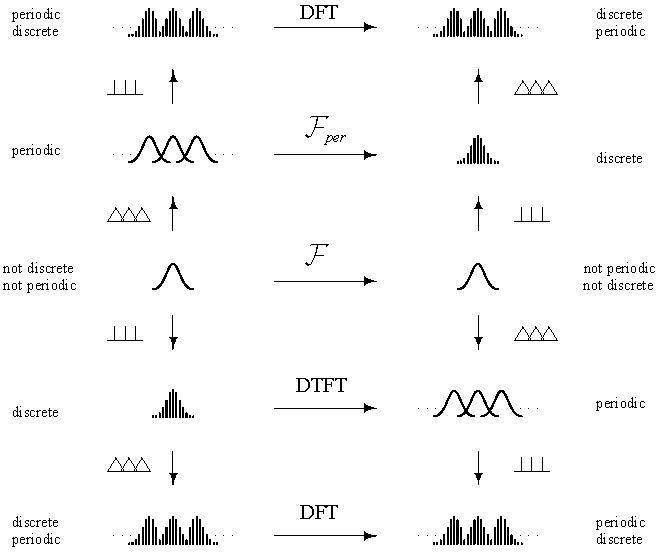 periodic
discrete
DFT
discrete
periodic
periodic
ℱper
discrete
not discrete
not periodic
ℱ
not periodic
not discrete
discrete
DTFT
periodic
discrete
periodic
DFT
periodic
discrete